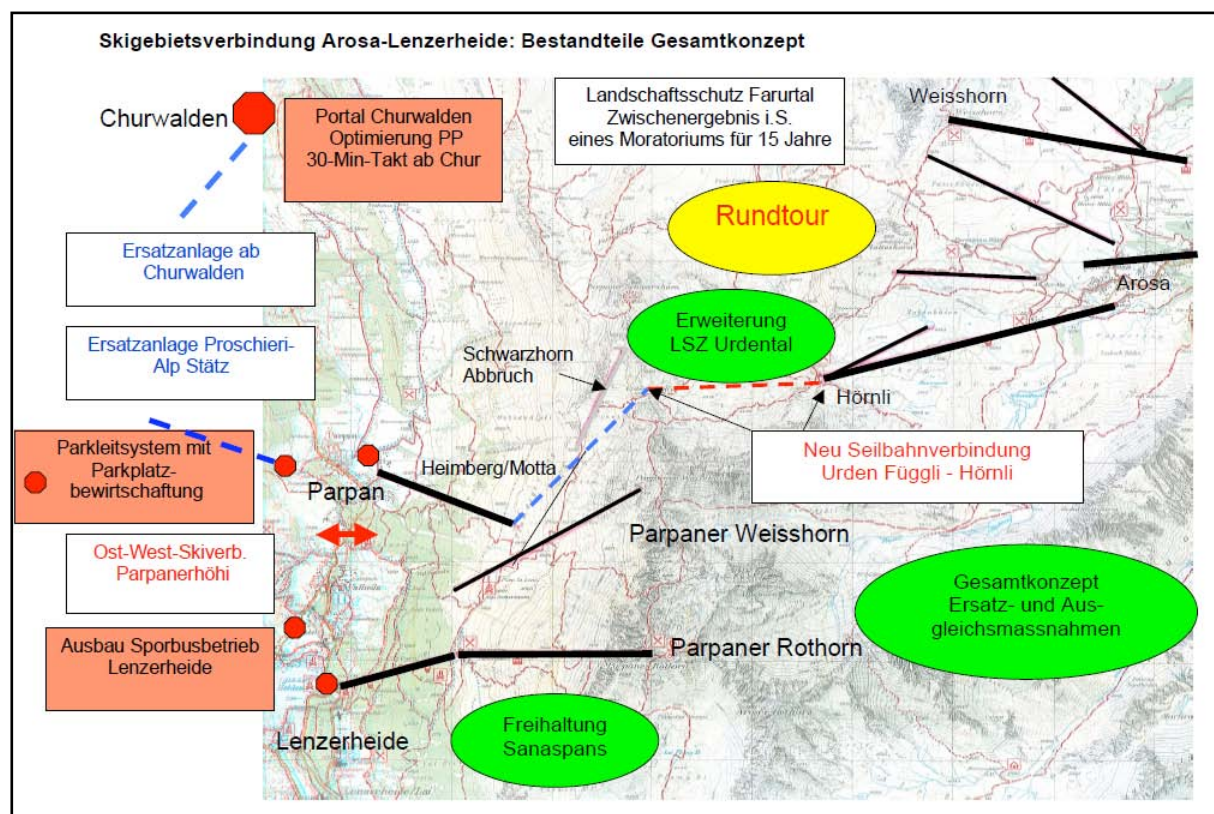 Skigebietsverbindung Arosa-Lenzerheide: Bestandteile Gesamtkonzept
Churwalden
Portal Churwalden
Optimierung PP
30-Min-Takt ab Chur
Landschaftsschutz Farurtal
Zwischenergebnis i.S.
eines Moratoriums für 15 Jahre
Weisshorn
Rundtour
Ersatzanlage ab
Churwalden
Arosa
Erweiterung
LSZ Urdental
Ersatzanlage Proschieri-
Alp Stätz
Schwarzhorn
Abbruch
Hörnli
Parkleitsystem mit
Parkplatz-
bewirtschaftung
Parpan
Heimberg/Motta
Neu Seilbahnverbindung
Urden Függli - Hörnli
Ost-West-Skiverb.
Parpanerhöhi
Parpaner Weisshorn
Gesamtkonzept
Ersatz- und Aus-
gleichsmassnahmen
Ausbau Sporbusbetrieb
Lenzerheide
Parpaner Rothorn
Freihaltung
Sanaspans
Lenzerheide